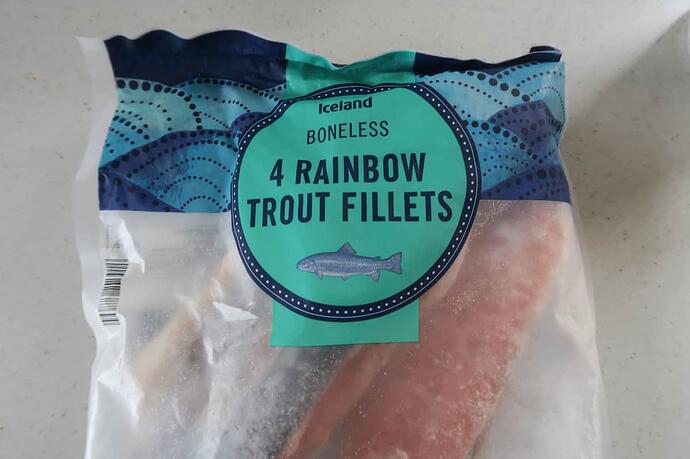 Iceland
BONELESS
4 RAINBOW
TROUT FILLETS